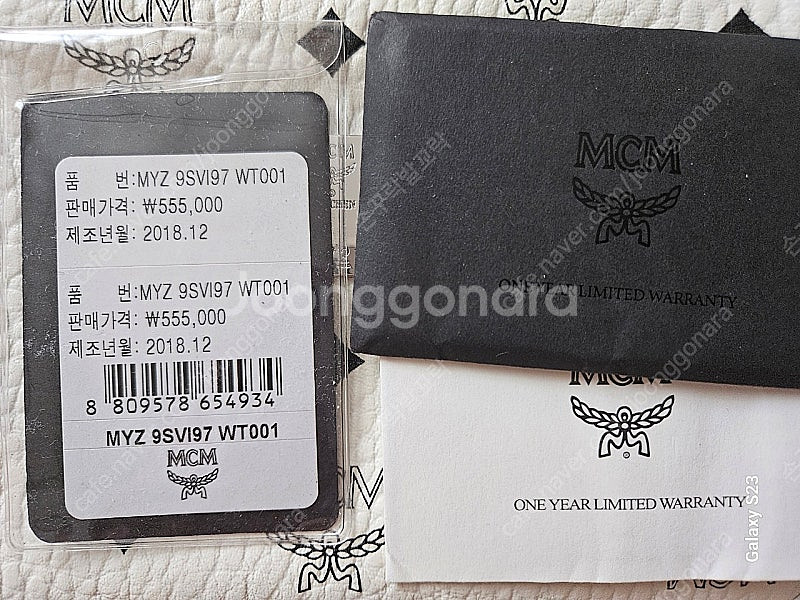 MCM
품 번:MYZ 9SVI97 WT001
판매가격: ₩555,000
제조년월: 2018.12
품 번:MYZ 9SVI97 WT001
판매가격: ₩555,000
제조년월: 2018.12
8 809578 654934
MYZ 9SVI97 WT001
MCM
MCM
ONE YEAR LIMITED WARRANTY
MCM
ONE YEAR LIMITED WARRANTY
Joonggonara
Galaxy S23